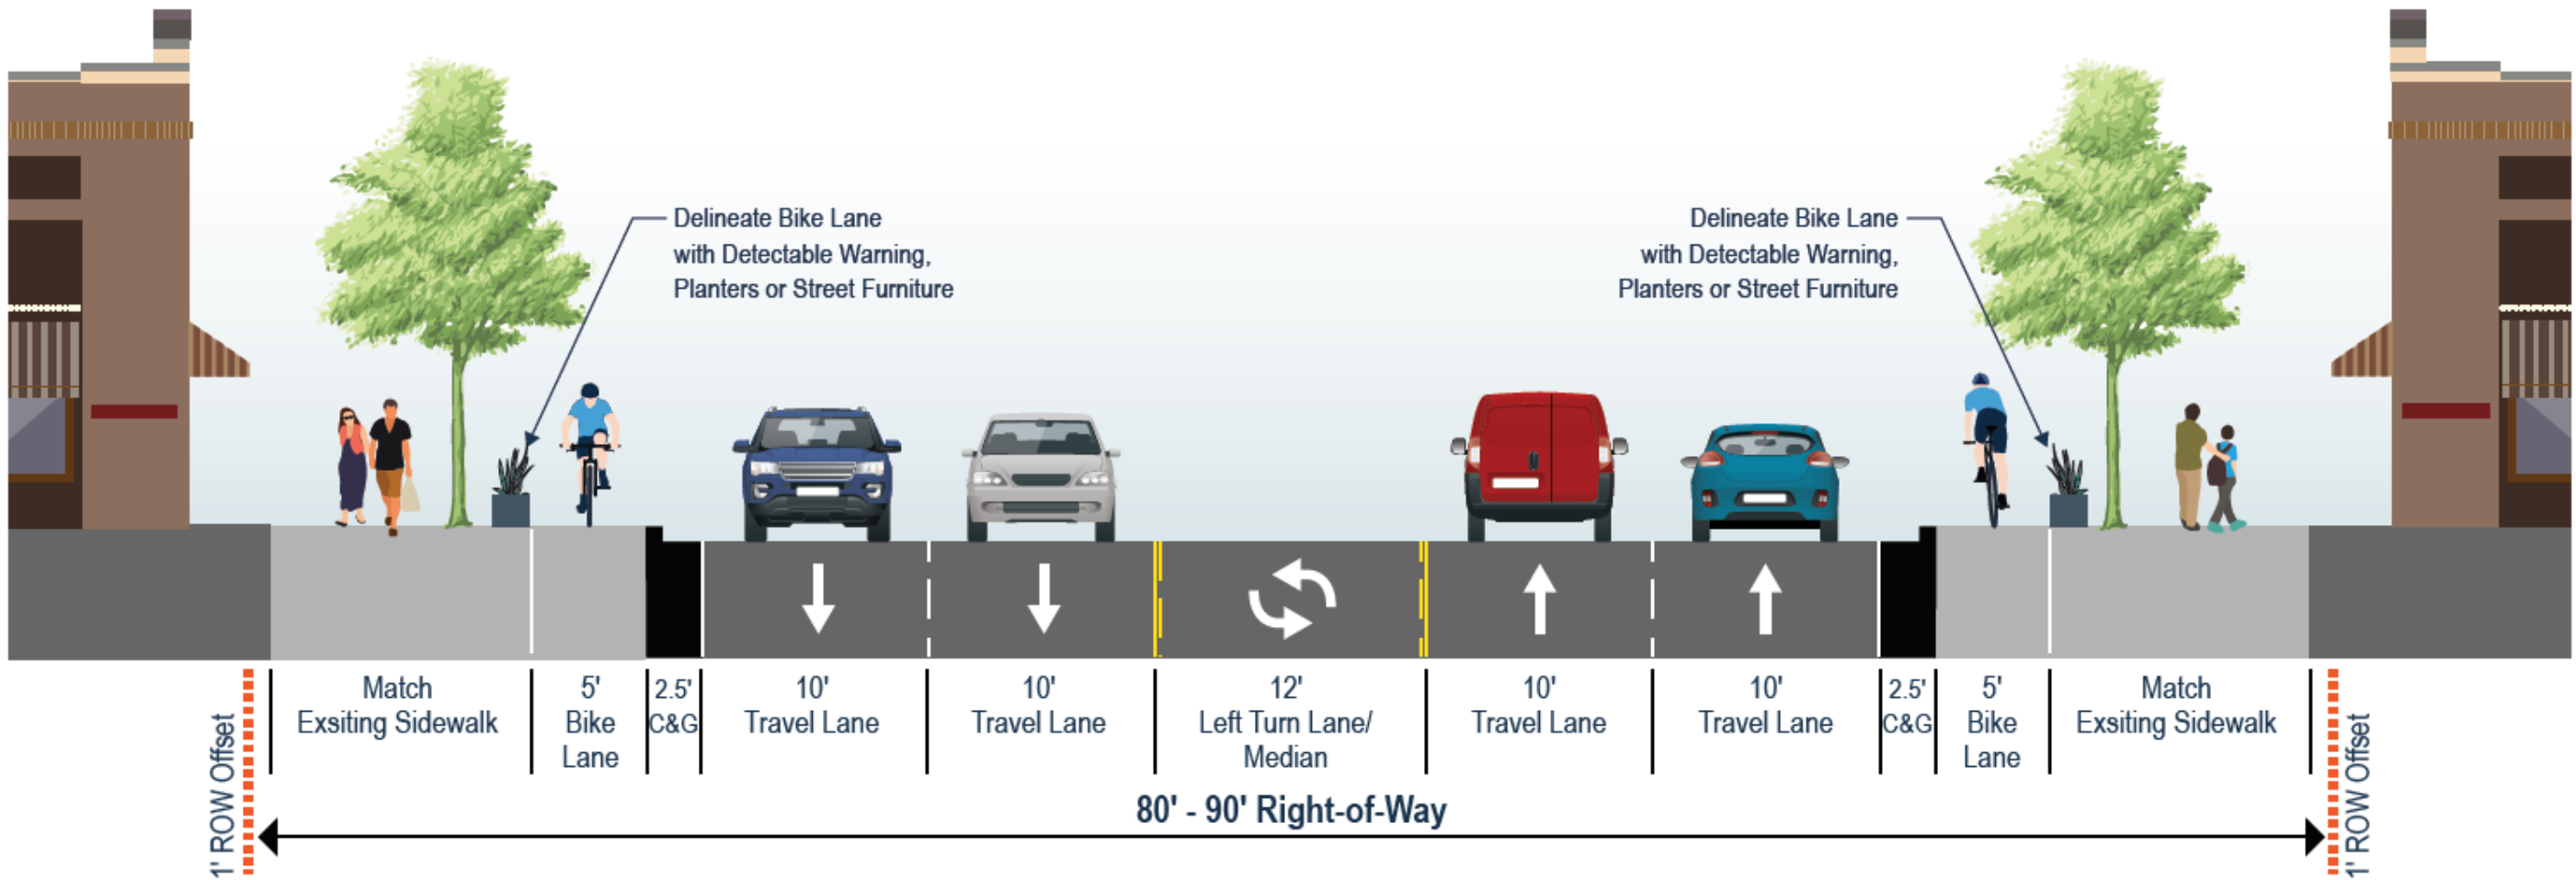 Delineate Bike Lane
with Detectable Warning,
Planters or Street Furniture
Delineate Bike Lane
with Detectable Warning,
Planters or Street Furniture
1' ROW Offset
Match
Exsiting Sidewalk
5'
Bike
Lane
2.5'
C&G
10'
Travel Lane
10'
Travel Lane
12'
Left Turn Lane/
Median
10'
Travel Lane
10'
Travel Lane
2.5'
C&G
5'
Bike
Lane
Match
Exsiting Sidewalk
1' ROW Offset
80' - 90' Right-of-Way